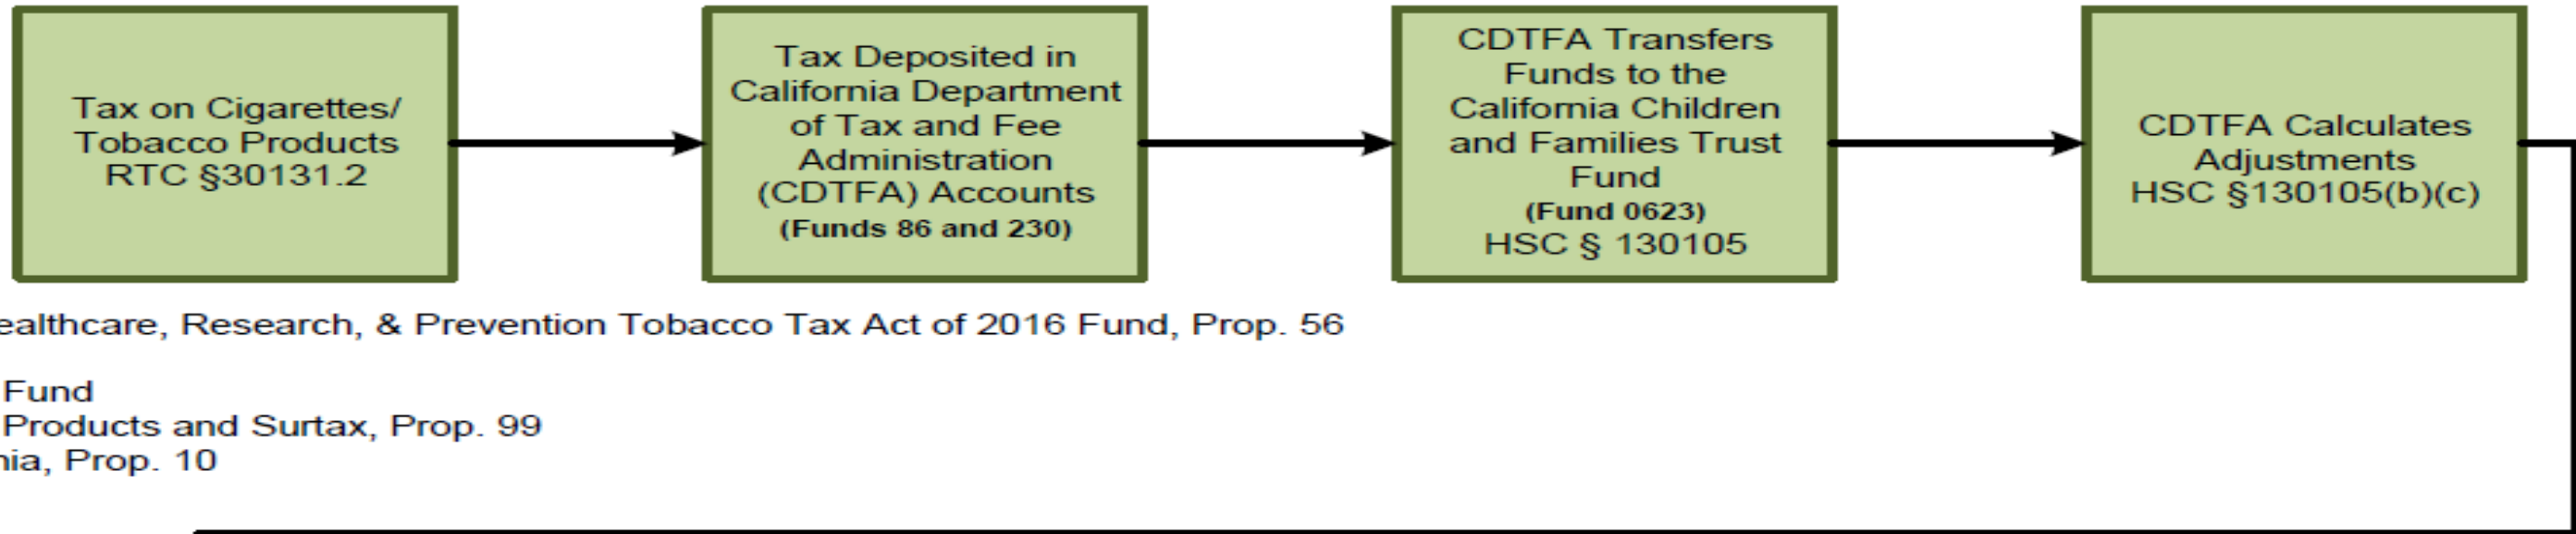 Tax on Cigarettes/
Tobacco Products
RTC §30131.2
Tax Deposited in
California Department
of Tax and Fee
Administration
(CDTFA) Accounts
(Funds 86 and 230)
CDTFA Transfers
Funds to the
California Children
and Families Trust
Fund
(Fund 0623)
HSC § 130105
CDTFA Calculates
Adjustments
HSC §130105(b)(c)
ealthcare, Research, & Prevention Tobacco Tax Act of 2016 Fund, Prop. 56
Fund
Products and Surtax, Prop. 99
nia, Prop. 10